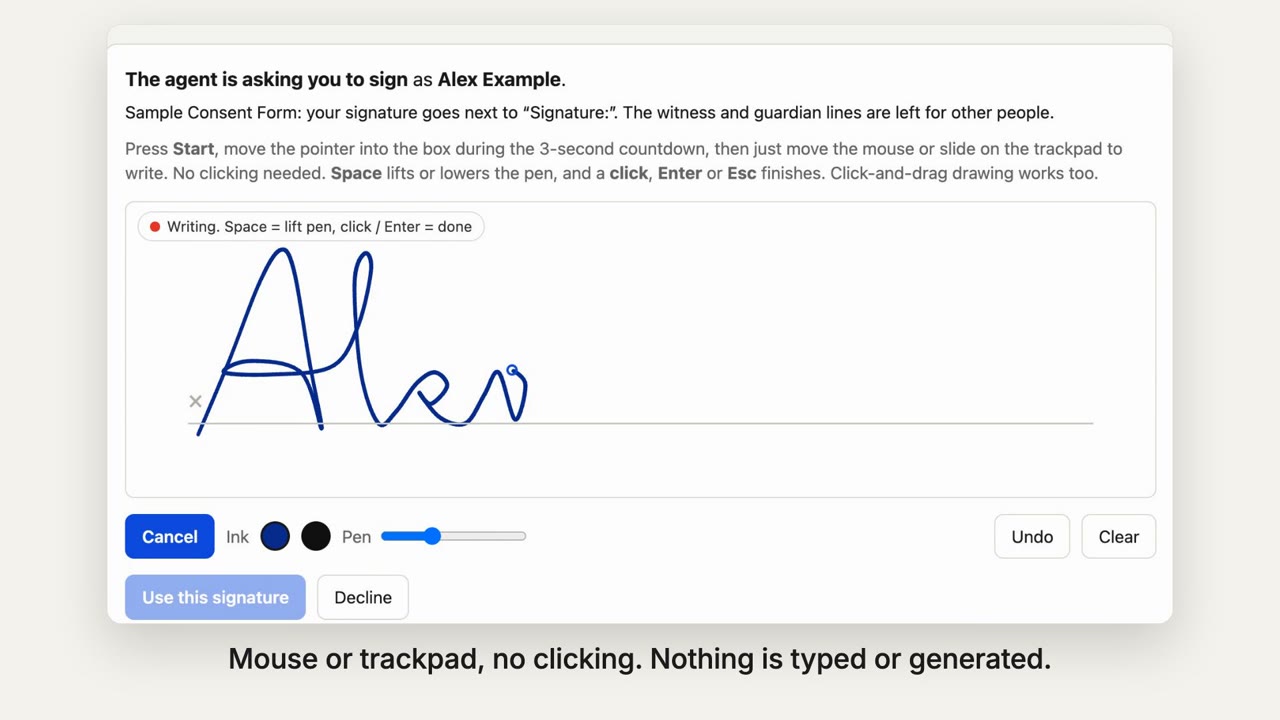 The agent is asking you to sign as Alex Example.
Sample Consent Form: your signature goes next to “Signature:”. The witness and guardian lines are left for other people.
Press Start, move the pointer into the box during the 3-second countdown, then just move the mouse or slide on the trackpad to
write. No clicking needed. Space lifts or lowers the pen, and a click, Enter or Esc finishes. Click-and-drag drawing works too.
Writing. Space = lift pen, click / Enter = done
×
Cancel Ink Pen Undo Clear
Use this signature Decline
Mouse or trackpad, no clicking. Nothing is typed or generated.